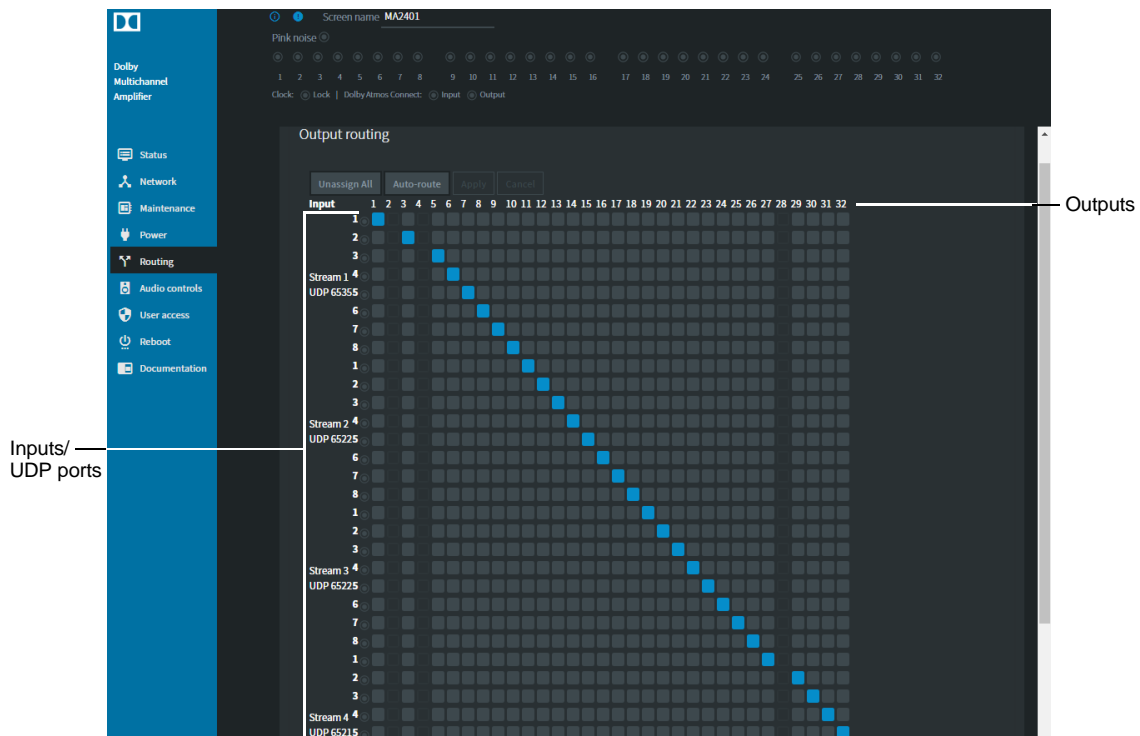 Screen name MA2401
Pink noise
1 2 3 4 5 6 7 8 9 10 11 12 13 14 15 16 17 18 19 20 21 22 23 24 25 26 27 28 29 30 31 32
Clock: Lock | Dolby Atmos Connect: Input Output
Dolby
Multichannel
Amplifier
Status
Network
Maintenance
Power
Routing
Audio controls
User access
Reboot
Documentation
Output routing
Unassign All Auto-route Apply Cancel
Input 1 2 3 4 5 6 7 8 9 10 11 12 13 14 15 16 17 18 19 20 21 22 23 24 25 26 27 28 29 30 31 32
1
2
3
Stream 1 4
UDP 65355
6
7
8
1
2
3
Stream 2 4
UDP 65225
6
7
8
1
2
3
Stream 3 4
UDP 65225
6
7
8
1
2
3
Stream 4 4
UDP 65215
Inputs/
UDP ports
Outputs